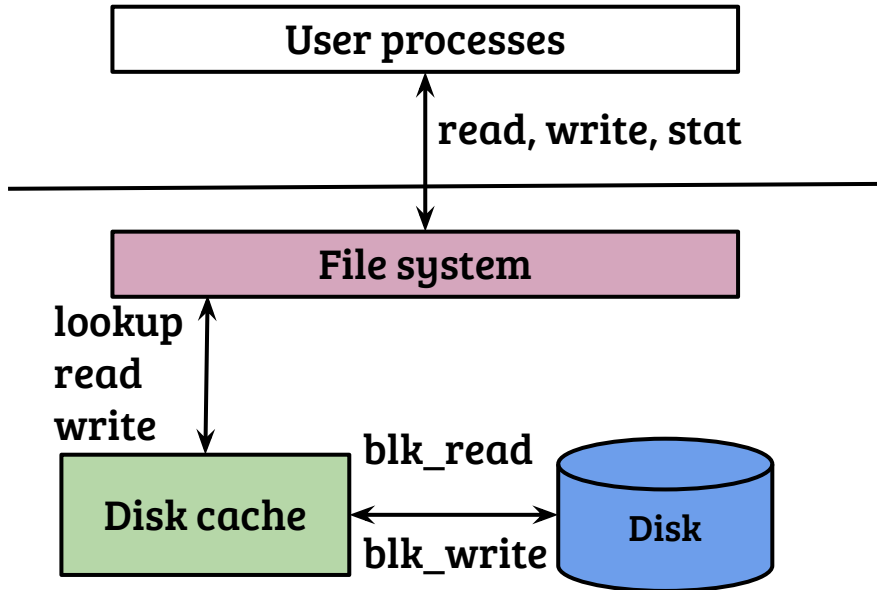 User processes
read, write, stat
File system
lookup
read
write
blk_read
Disk cache
Disk
blk_write